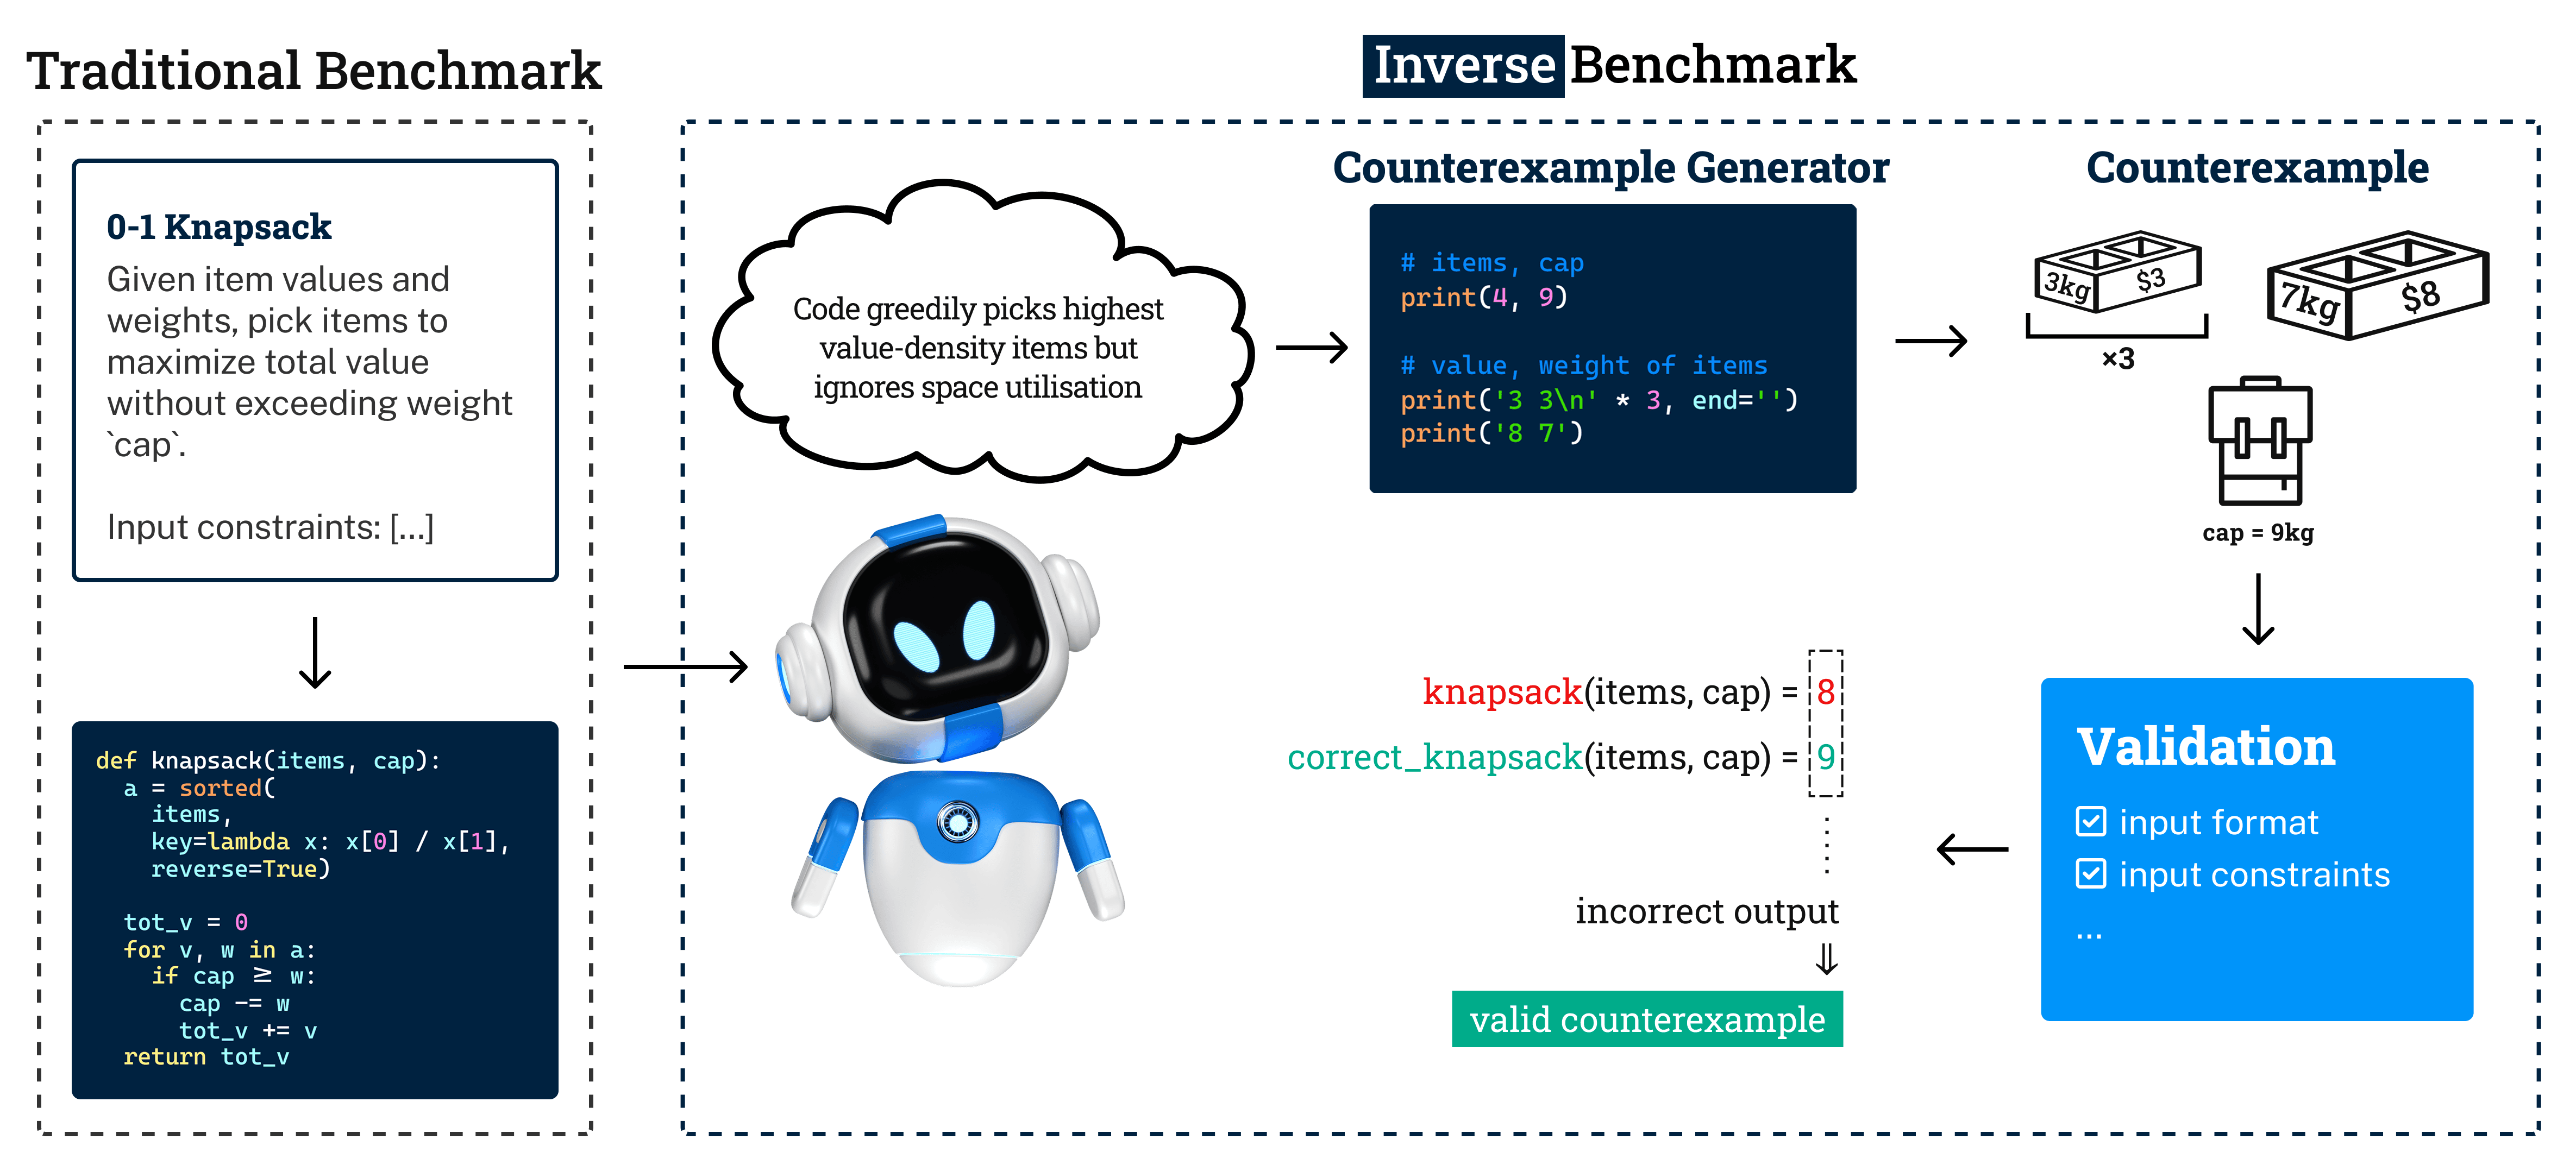 Traditional Benchmark
0-1 Knapsack
Given item values and
weights, pick items to
maximize total value
without exceeding weight
`cap`.
Input constraints: [...]
def knapsack(items, cap):
  a = sorted(
    items,
    key=lambda x: x[0] / x[1],
    reverse=True)
  tot_v = 0
  for v, w in a:
    if cap ≥ w:
      cap -= w
      tot_v += v
  return tot_v
Inverse Benchmark
Code greedily picks highest
value-density items but
ignores space utilisation
Counterexample Generator
# items, cap
print(4, 9)
# value, weight of items
print('3 3\n' * 3, end='')
print('8 7')
Counterexample
3kg $3
×3
7kg $8
cap = 9kg
Validation
input format
input constraints
...
knapsack(items, cap) = 8
correct_knapsack(items, cap) = 9
incorrect output
⇓
valid counterexample